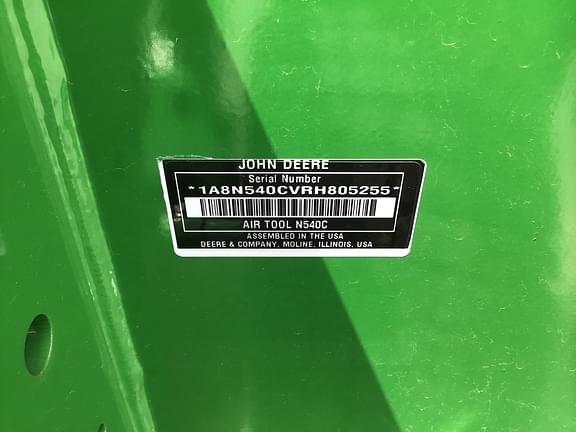 JOHN DEERE
Serial Number
*1A8N540CVRH805255*
AIR TOOL N540C
ASSEMBLED IN THE USA
DEERE & COMPANY, MOLINE, ILLINOIS, USA